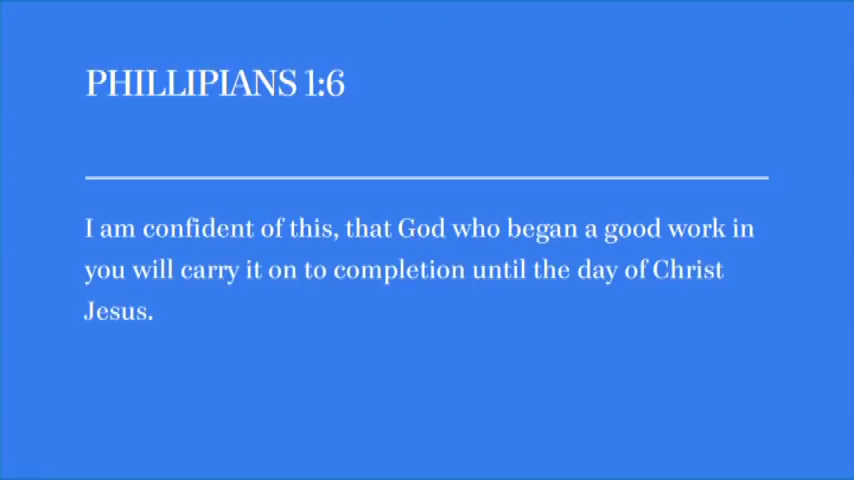 PHILLIPIANS 1:6
I am confident of this, that God who began a good work in
you will carry it on to completion until the day of Christ
Jesus.